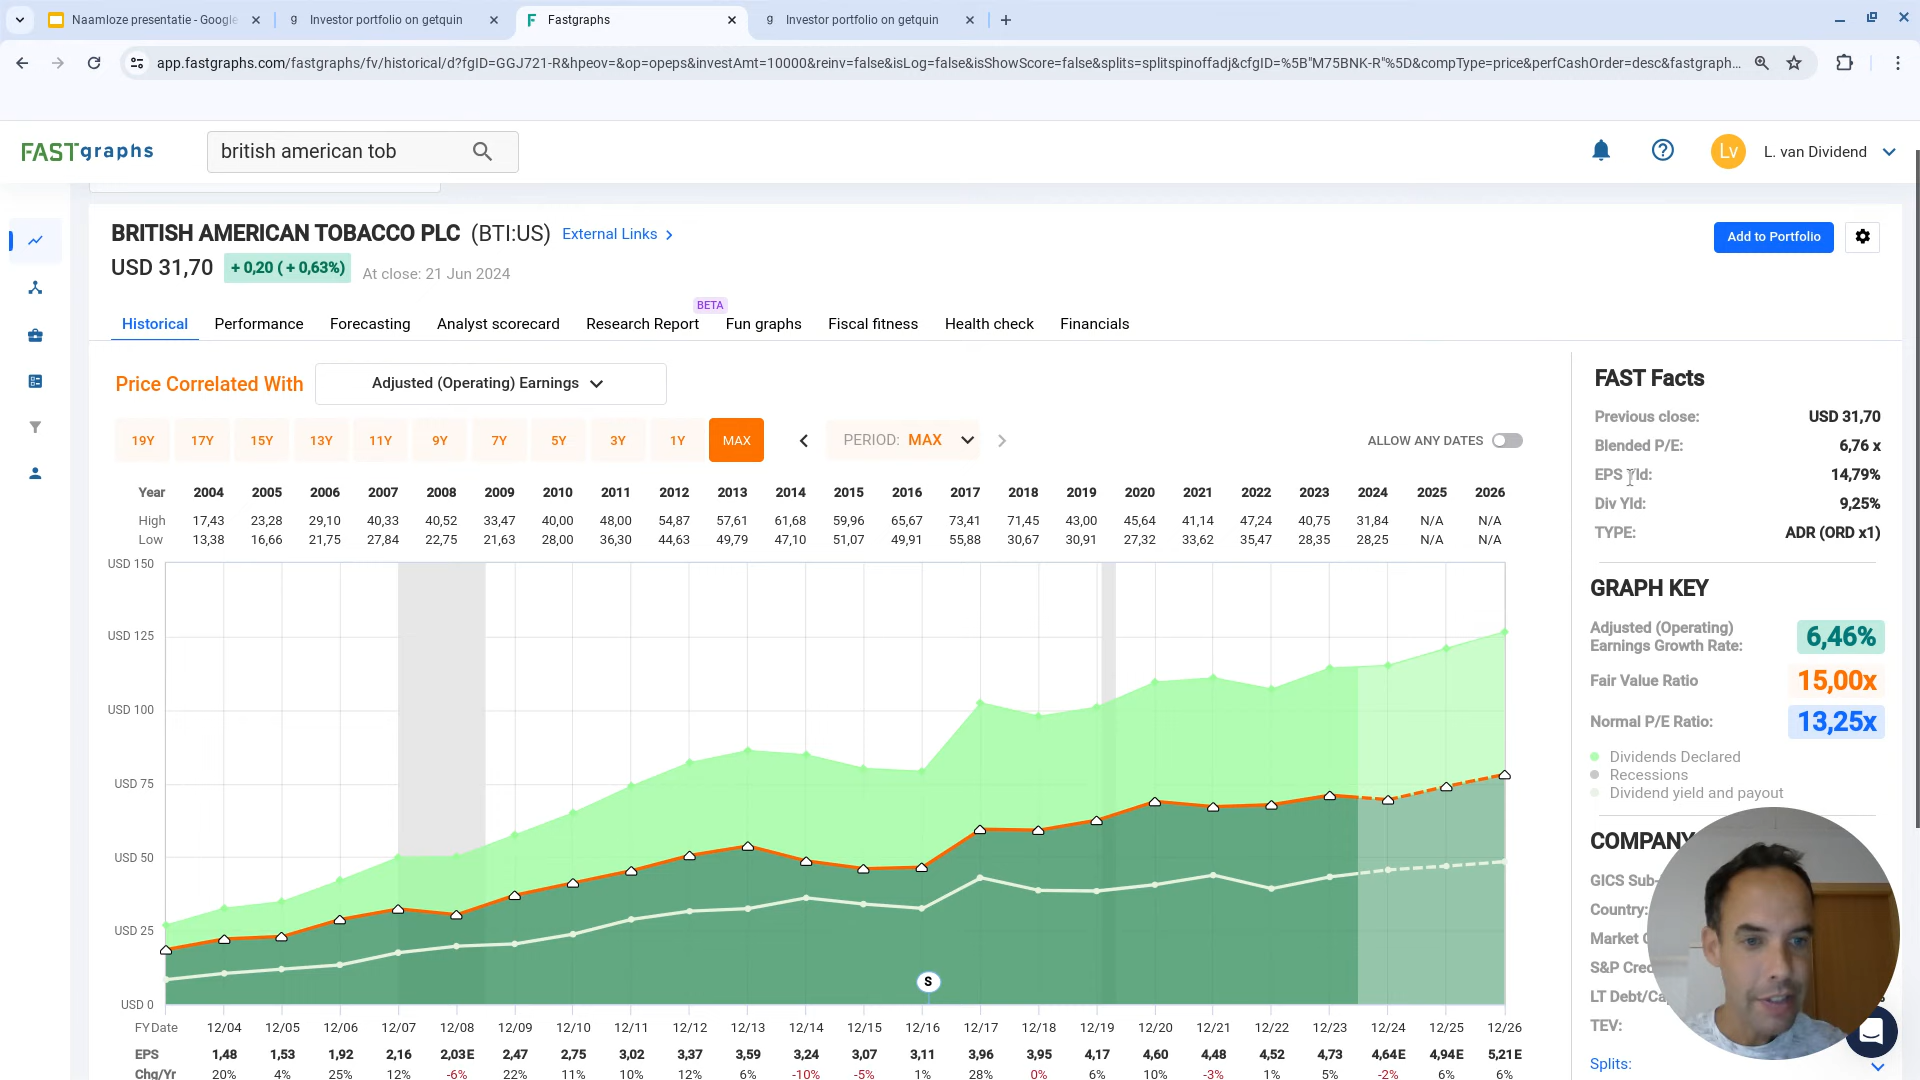 Naamloze presentatie - Google
Investor portfolio on getquin
Fastgraphs
Investor portfolio on getquin
app.fastgraphs.com/fastgraphs/fv/historical/d?fgID=GGJ721-R&hpeov=&op=opeps&investAmt=10000&reinv=false&isLog=false&isShowScore=false&splits=splitspinoffadj&cfgID=%5B"M75BNK-R"%5D&compType=price&perfCashOrder=desc&fastgraph...
FASTgraphs
british american tob
Lv
L. van Dividend
BRITISH AMERICAN TOBACCO PLC (BTI:US) External Links
Add to Portfolio
USD 31,70 + 0,20 ( + 0,63%) At close: 21 Jun 2024
BETA
Historical Performance Forecasting Analyst scorecard Research Report Fun graphs Fiscal fitness Health check Financials
Price Correlated With Adjusted (Operating) Earnings
19Y 17Y 15Y 13Y 11Y 9Y 7Y 5Y 3Y 1Y MAX PERIOD: MAX ALLOW ANY DATES
Year 2004 2005 2006 2007 2008 2009 2010 2011 2012 2013 2014 2015 2016 2017 2018 2019 2020 2021 2022 2023 2024 2025 2026
High 17,43 23,28 29,10 40,33 40,52 33,47 40,00 48,00 54,87 57,61 61,68 59,96 65,67 73,41 71,45 43,00 45,64 41,14 47,24 40,75 31,84 N/A N/A
Low 13,38 16,66 21,75 27,84 22,75 21,63 28,00 36,30 44,63 49,79 47,10 51,07 49,91 55,88 30,67 30,91 27,32 33,62 35,47 28,35 28,25 N/A N/A
USD 150
USD 125
USD 100
USD 75
USD 50
USD 25
USD 0
S
FYDate 12/04 12/05 12/06 12/07 12/08 12/09 12/10 12/11 12/12 12/13 12/14 12/15 12/16 12/17 12/18 12/19 12/20 12/21 12/22 12/23 12/24 12/25 12/26
EPS 1,48 1,53 1,92 2,16 2,03E 2,47 2,75 3,02 3,37 3,59 3,24 3,07 3,11 3,96 3,95 4,17 4,60 4,48 4,52 4,73 4,64E 4,94E 5,21E
Chg/Yr 20% 4% 25% 12% -6% 22% 11% 10% 12% 6% -10% -5% 1% 28% 0% 6% 10% -3% 1% 5% -2% 6% 6%
FAST Facts
Previous close: USD 31,70
Blended P/E: 6,76 x
EPS Yld: 14,79%
Div Yld: 9,25%
TYPE: ADR (ORD x1)
GRAPH KEY
Adjusted (Operating)
Earnings Growth Rate: 6,46%
Fair Value Ratio 15,00x
Normal P/E Ratio: 13,25x
Dividends Declared
Recessions
Dividend yield and payout
COMPANY
GICS Sub-
Country:
Market
S&P
LT
TEV:
Splits: